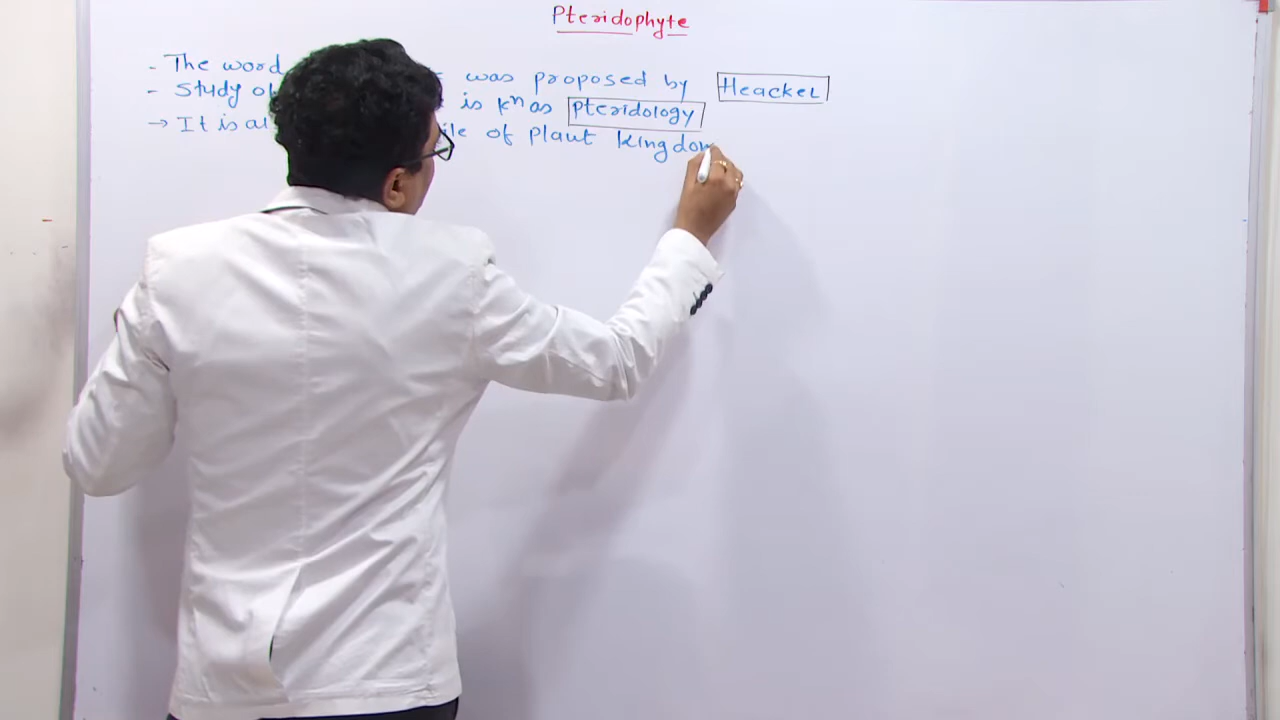 Pteridophyte
- The word was proposed by Heackel
- Study of is kⁿ as pteridology
→ It is al of plant kingdom